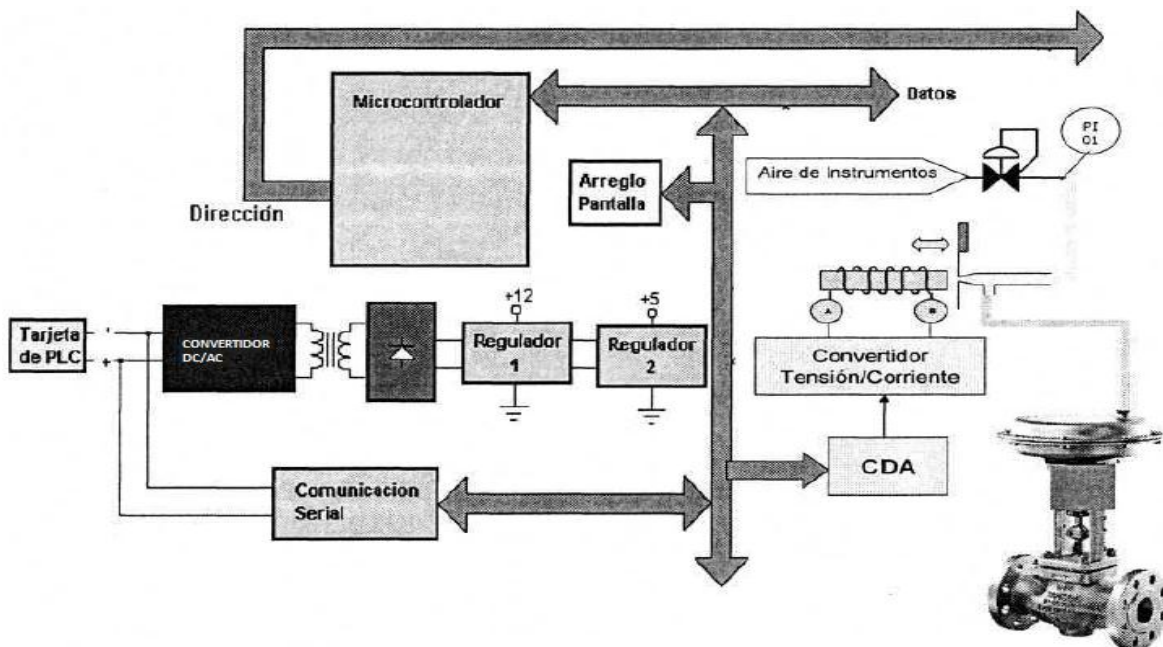 Microcontrolador
Datos
PI
01
Aire de Instrumentos
Arreglo
Pantalla
Dirección
Tarjeta
de PLC
-
+
CONVERTIDOR
DC/AC
+12
Regulador
1
+5
Regulador
2
A
B
Convertidor
Tensión/Corriente
CDA
Comunicacion
Serial